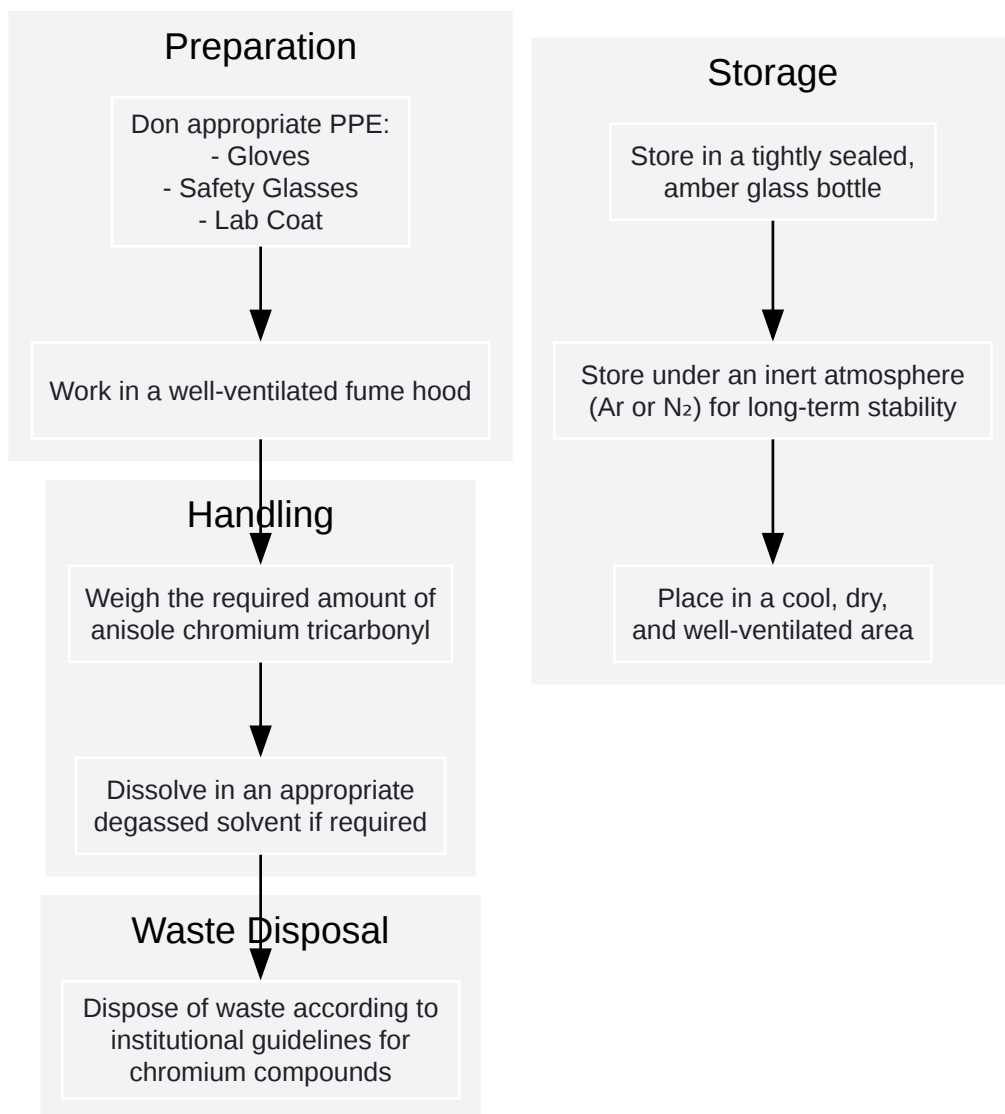 Preparation
Don appropriate PPE:
- Gloves
- Safety Glasses
- Lab Coat
Work in a well-ventilated fume hood
Handling
Weigh the required amount of
anisole chromium tricarbonyl
Dissolve in an appropriate
degassed solvent if required
Waste Disposal
Dispose of waste according to
institutional guidelines for
chromium compounds
Storage
Store in a tightly sealed,
amber glass bottle
Store under an inert atmosphere
(Ar or N₂) for long-term stability
Place in a cool, dry,
and well-ventilated area